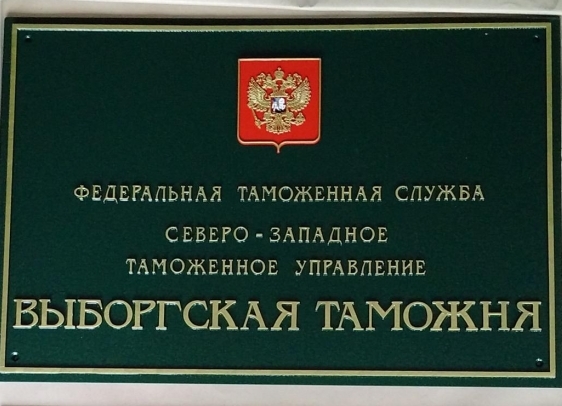 ФЕДЕРАЛЬНАЯ ТАМОЖЕННАЯ СЛУЖБА
СЕВЕРО - ЗАПАДНОЕ
ТАМОЖЕННОЕ УПРАВЛЕНИЕ
ВЫБОРГСКАЯ ТАМОЖНЯ